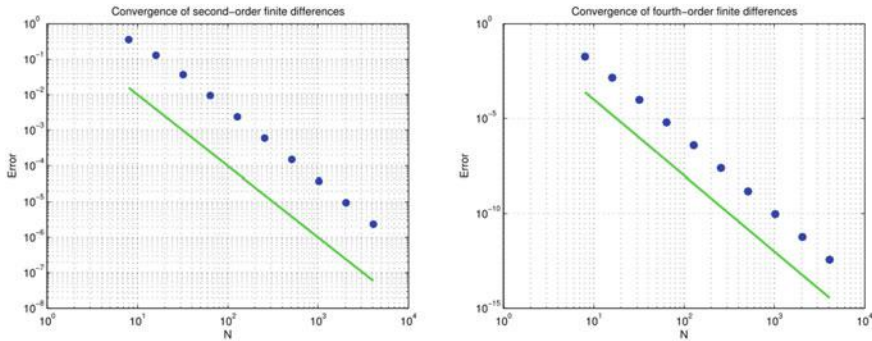 Convergence of second−order finite differences
10^0
10^−1
10^−2
10^−3
10^−4
10^−5
10^−6
10^−7
10^−8
Error
10^0 10^1 10^2 10^3 10^4
N
Convergence of fourth−order finite differences
10^0
10^−5
10^−10
10^−15
Error
10^0 10^1 10^2 10^3 10^4
N